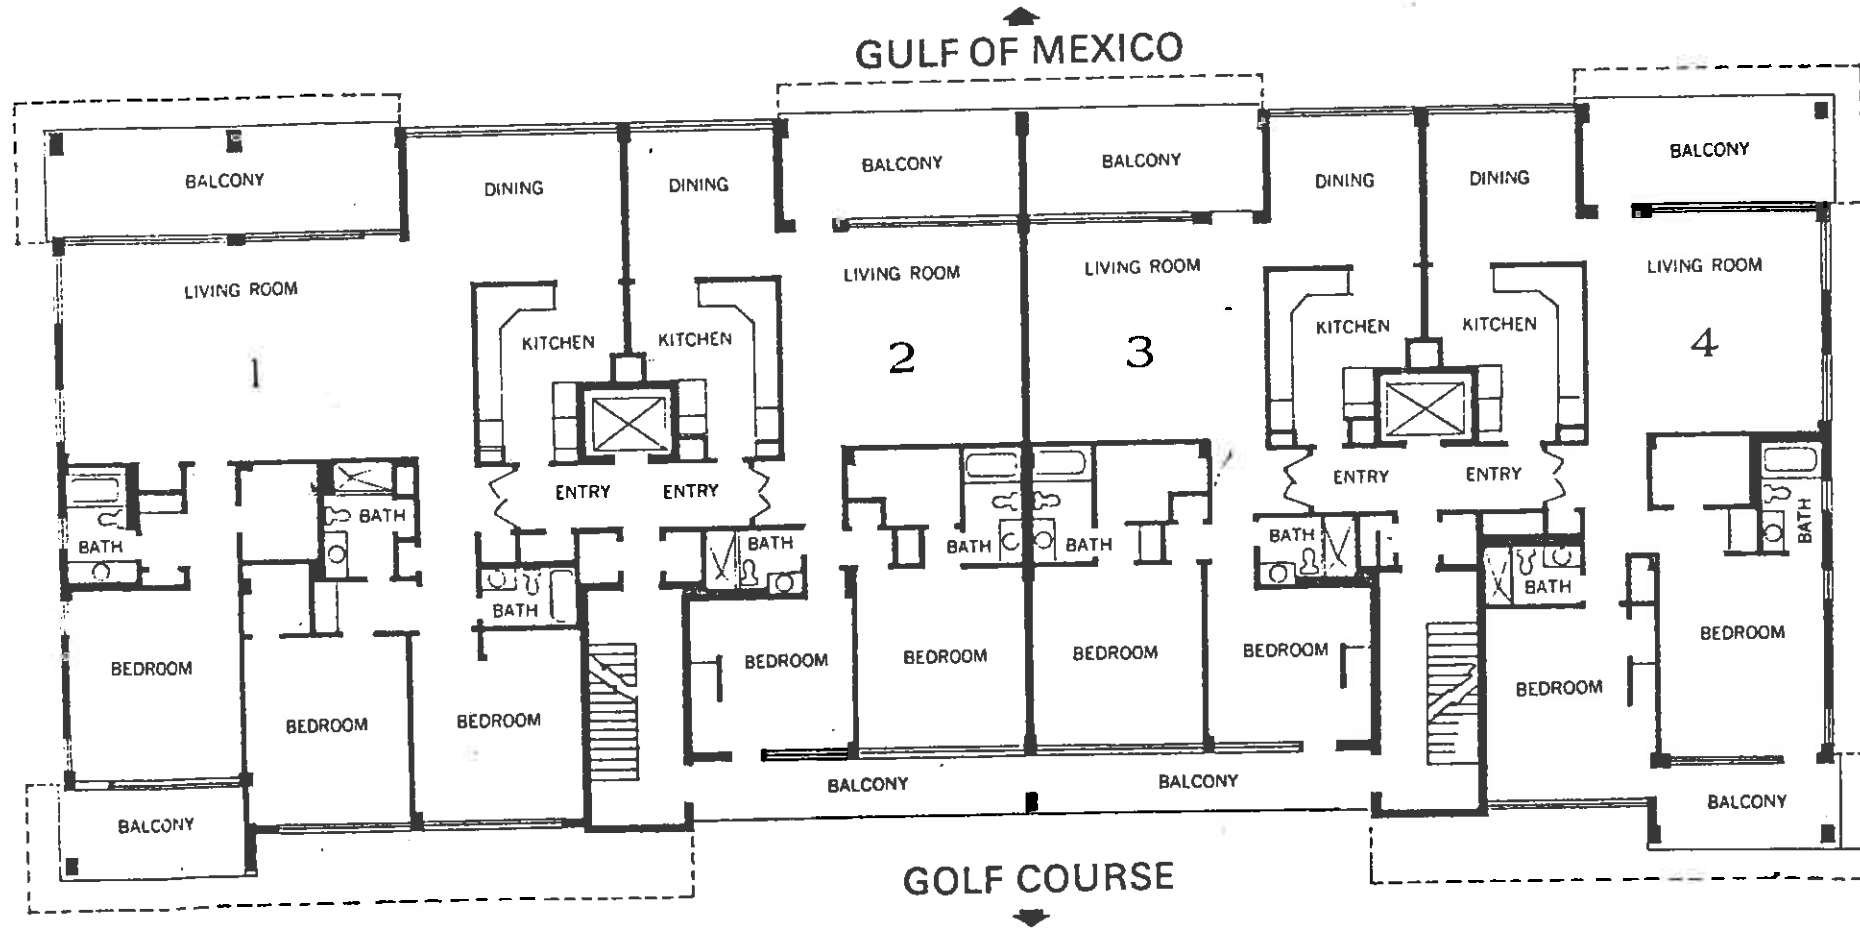 GULF OF MEXICO
BALCONY
DINING
DINING
BALCONY
BALCONY
DINING
DINING
BALCONY
LIVING ROOM
LIVING ROOM
LIVING ROOM
LIVING ROOM
KITCHEN
KITCHEN
KITCHEN
KITCHEN
1
2
3
4
ENTRY
ENTRY
ENTRY
ENTRY
BATH
BATH
BATH
BATH
BATH
BATH
BATH
BATH
BATH
BEDROOM
BEDROOM
BEDROOM
BEDROOM
BEDROOM
BEDROOM
BEDROOM
BEDROOM
BEDROOM
BALCONY
BALCONY
BALCONY
BALCONY
GOLF COURSE